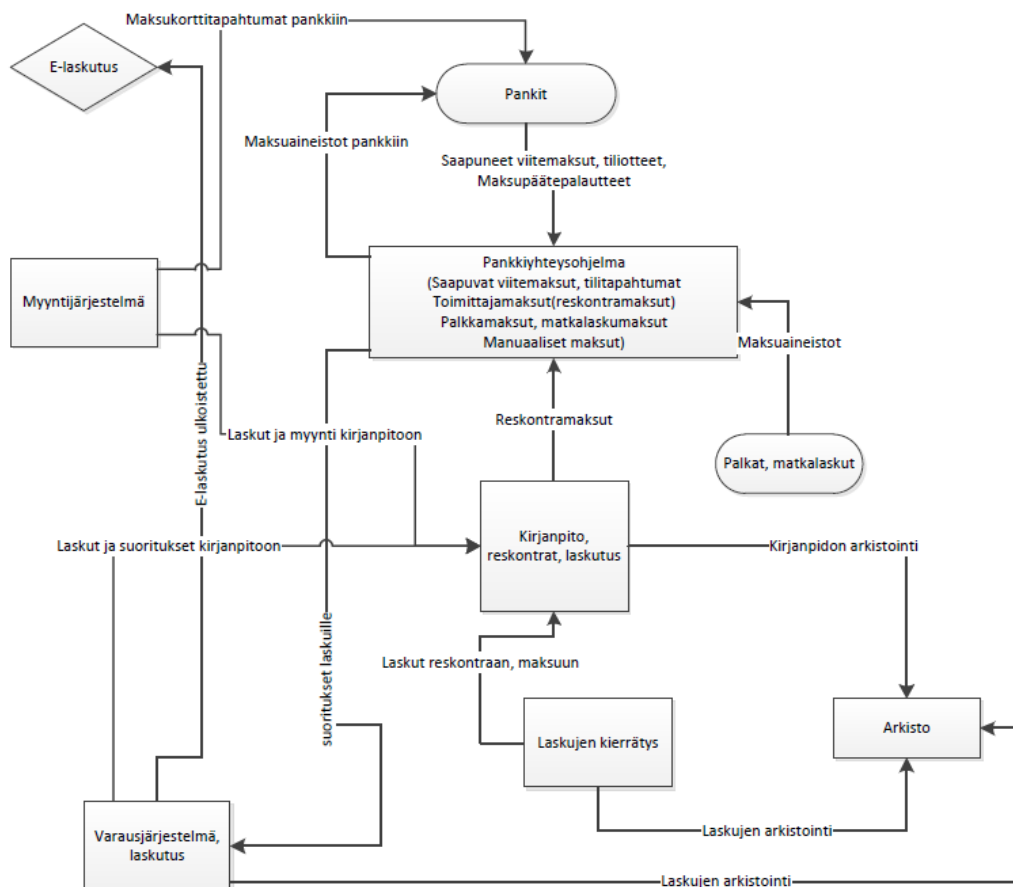 Maksukorttitapahtumat pankkiin
E-laskutus
Pankit
Maksuaineistot pankkiin
Saapuneet viitemaksut, tiliotteet,
Maksupäätepalautteet
Pankkiyhteysohjelma
(Saapuvat viitemaksut, tilitapahtumat
Toimittajamaksut(reskontramaksut)
Palkkamaksut, matkalaskumaksut
Manuaaliset maksut)
Myyntijärjestelmä
Maksuaineistot
E-laskutus ulkoistettu
Reskontramaksut
Laskut ja myynti kirjanpitoon
Palkat, matkalaskut
Kirjanpito,
reskontrat, laskutus
Laskut ja suoritukset kirjanpitoon
Kirjanpidon arkistointi
suoritukset laskuille
Laskut reskontraan, maksuun
Laskujen kierrätys
Arkisto
Laskujen arkistointi
Varausjärjestelmä,
laskutus
Laskujen arkistointi